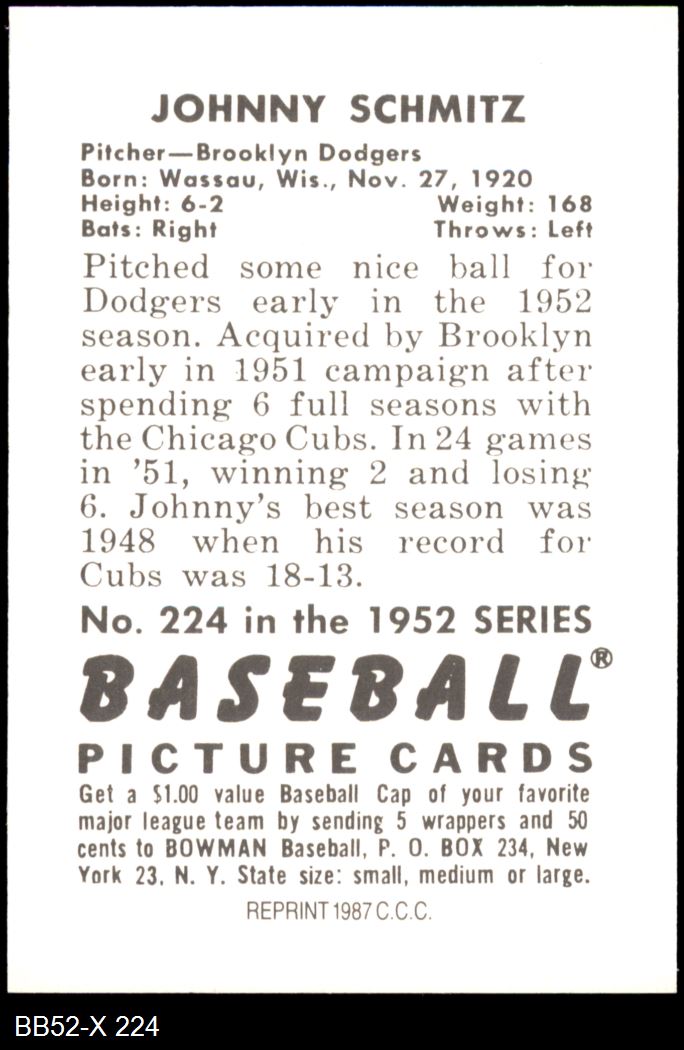 JOHNNY SCHMITZ
Pitcher—Brooklyn Dodgers
Born: Wassau, Wis., Nov. 27, 1920
Height: 6-2 Weight: 168
Bats: Right Throws: Left
Pitched some nice ball for
Dodgers early in the 1952
season. Acquired by Brooklyn
early in 1951 campaign after
spending 6 full seasons with
the Chicago Cubs. In 24 games
in '51, winning 2 and losing
6. Johnny's best season was
1948 when his record for
Cubs was 18-13.
No. 224 in the 1952 SERIES
BASEBALL®
PICTURE CARDS
Get a $1.00 value Baseball Cap of your favorite
major league team by sending 5 wrappers and 50
cents to BOWMAN Baseball, P. O. BOX 234, New
York 23, N. Y. State size: small, medium or large.
REPRINT 1987 C.C.C.
BB52-X 224